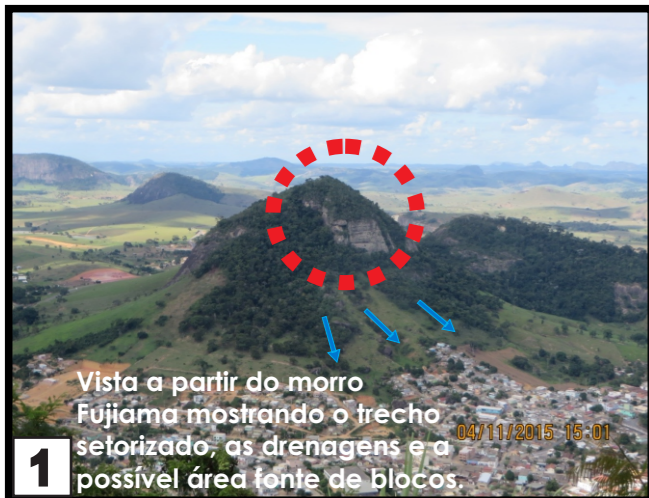 Vista a partir do morro
Fujiama mostrando o trecho
setorizado, as drenagens e a
possível área fonte de blocos.
04/11/2015 15:01
1